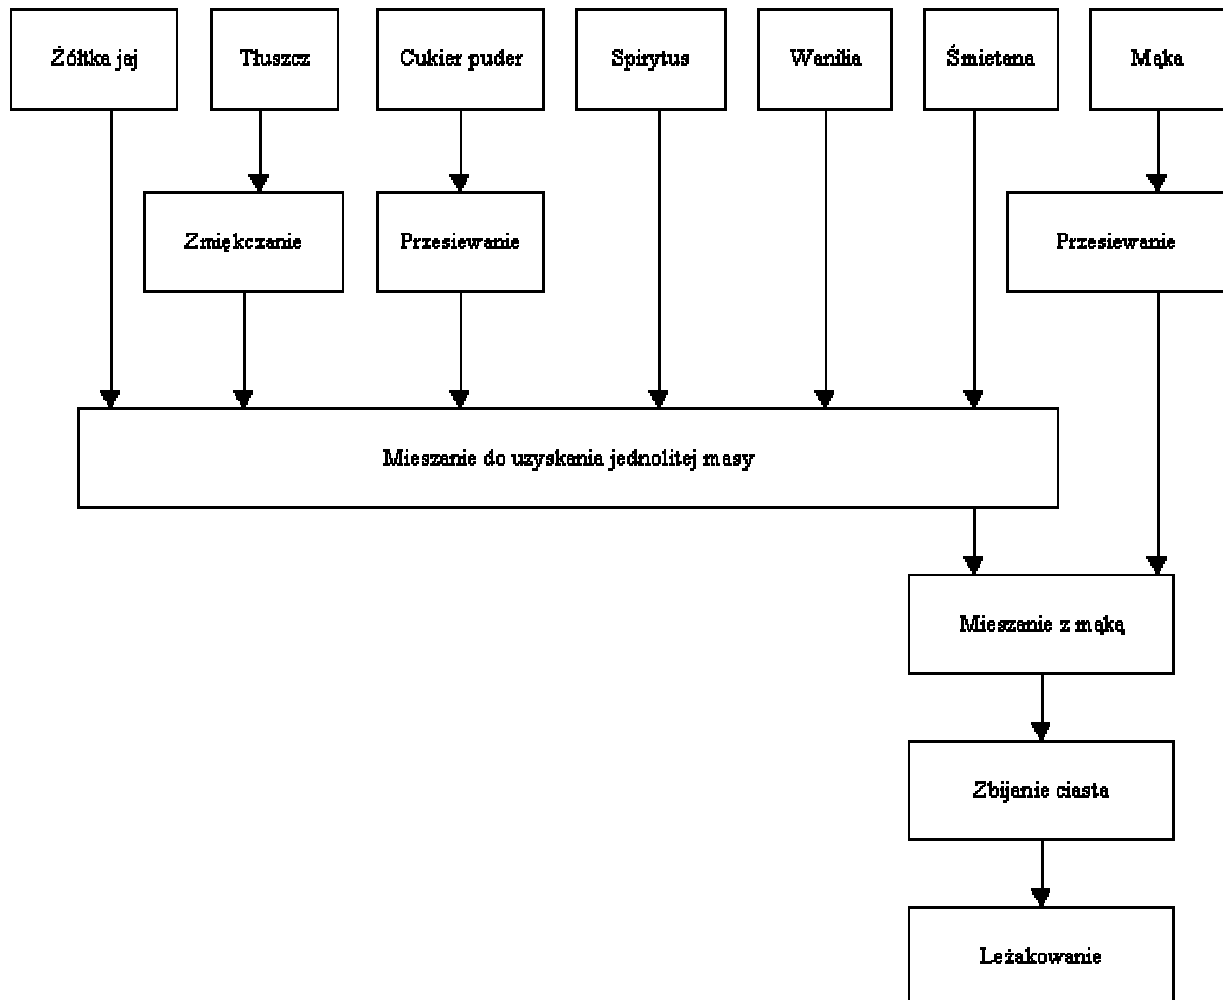 Żółtka jaj
Tłuszcz
Cukier puder
Spirytus
Wanilia
Śmietana
Mąka
Zmiękczanie
Przesiewanie
Przesiewanie
Mieszanie do uzyskania jednolitej masy
Mieszanie z mąką
Zbijanie ciasta
Leżakowanie